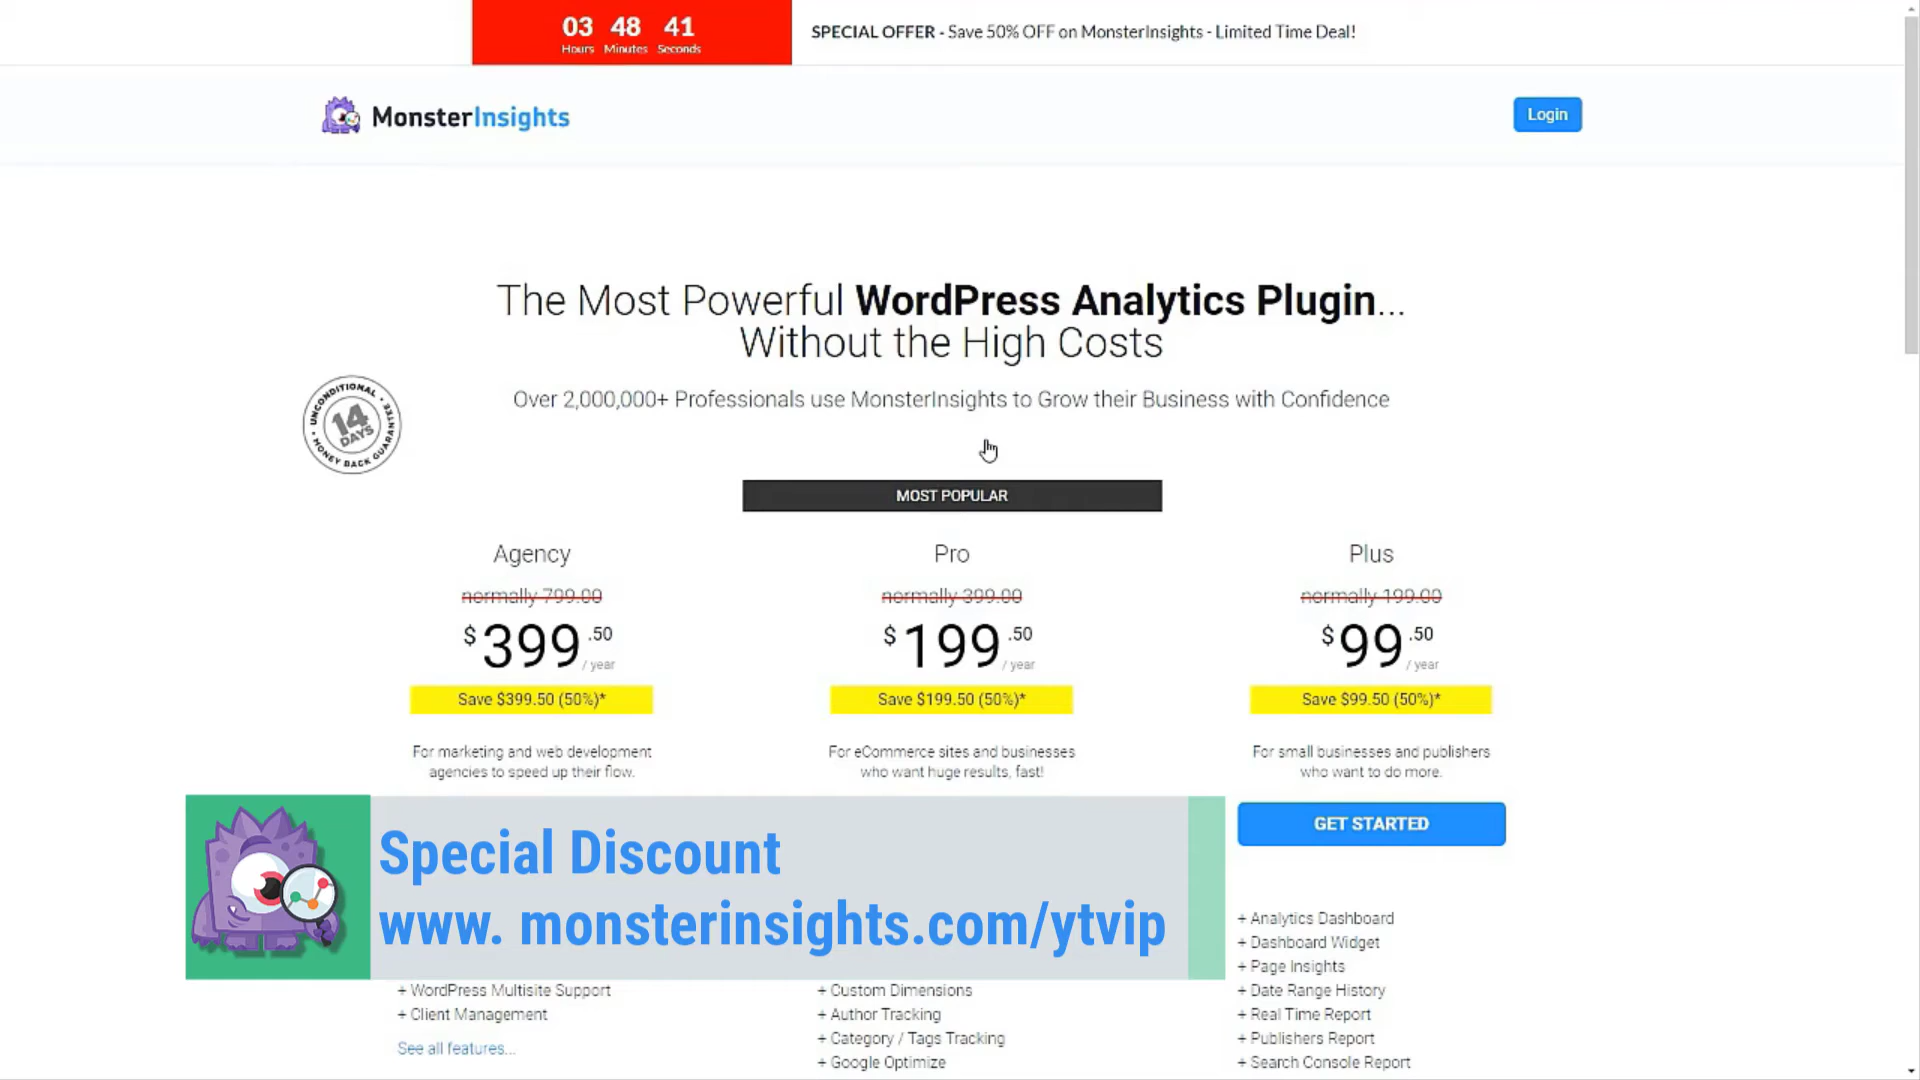 03 48 41
Hours Minutes Seconds
SPECIAL OFFER - Save 50% OFF on MonsterInsights - Limited Time Deal!
MonsterInsights
Login
The Most Powerful WordPress Analytics Plugin...
Without the High Costs
Over 2,000,000+ Professionals use MonsterInsights to Grow their Business with Confidence
UNCONDITIONAL
14
DAYS
MONEY BACK GUARANTEE
MOST POPULAR
Agency
normally 799.00
$399.50 / year
Save $399.50 (50%)*
For marketing and web development
agencies to speed up their flow.
Pro
normally 399.00
$199.50 / year
Save $199.50 (50%)*
For eCommerce sites and businesses
who want huge results, fast!
Plus
normally 199.00
$99.50 / year
Save $99.50 (50%)*
For small businesses and publishers
who want to do more.
GET STARTED
Special Discount
www. monsterinsights.com/ytvip
+ WordPress Multisite Support
+ Client Management
See all features...
+ Custom Dimensions
+ Author Tracking
+ Category / Tags Tracking
+ Google Optimize
+ Analytics Dashboard
+ Dashboard Widget
+ Page Insights
+ Date Range History
+ Real Time Report
+ Publishers Report
+ Search Console Report